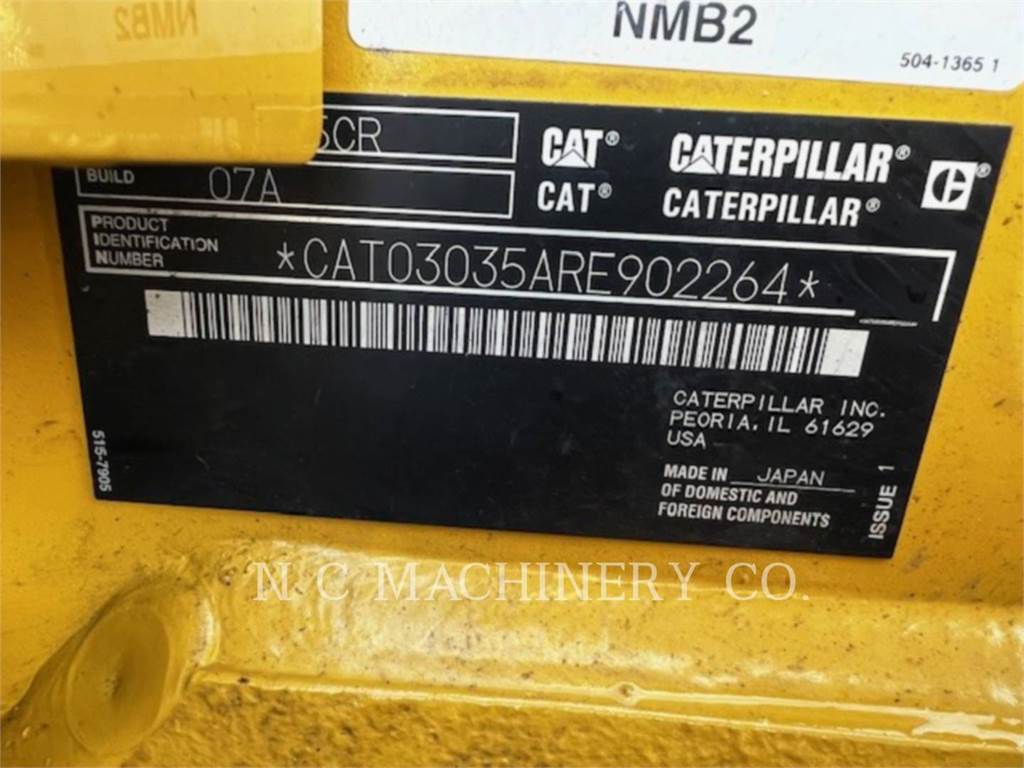 NMB2
504-1365 1
5CR
BUILD 07A
CAT® CATERPILLAR®
CAT® CATERPILLAR®
PRODUCT
IDENTIFICATION
NUMBER
*CAT03035ARE902264*
CATERPILLAR INC.
PEORIA, IL 61629
USA
MADE IN JAPAN
OF DOMESTIC AND
FOREIGN COMPONENTS
515-7905
ISSUE 1
N C MACHINERY CO.